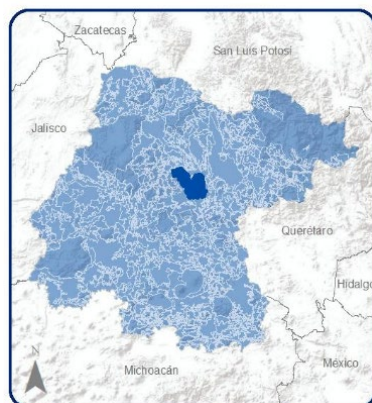 Zacatecas
San Luis Potosí
Jalisco
Querétaro
Hidalgo
N
México
Michoacán